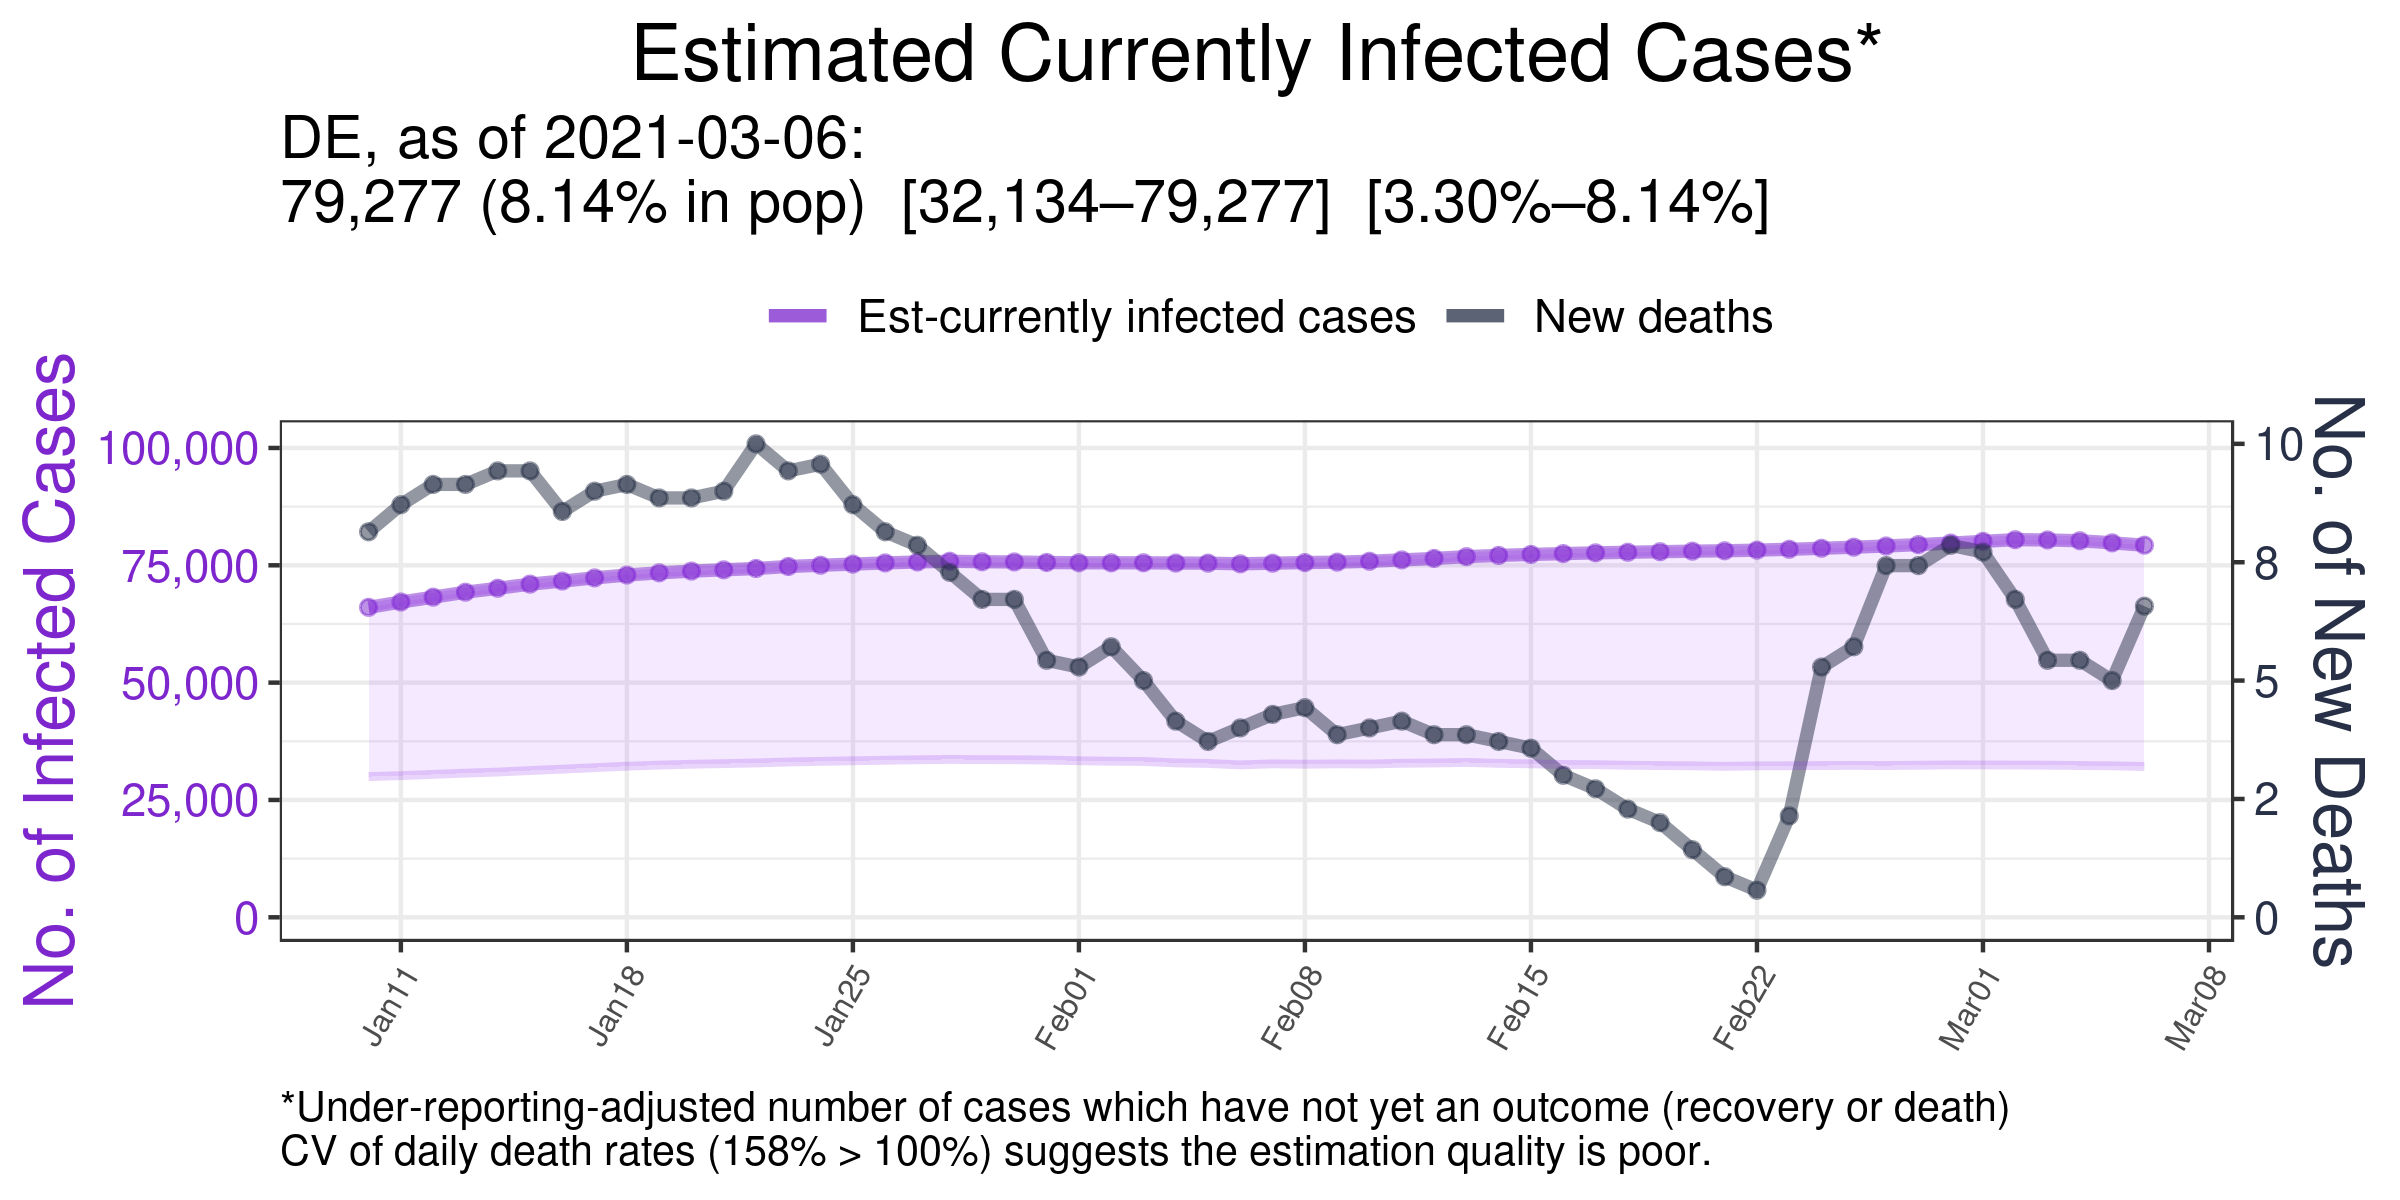 Estimated Currently Infected Cases*
DE, as of 2021-03-06:
79,277 (8.14% in pop)  [32,134–79,277]  [3.30%–8.14%]
Est-currently infected cases
New deaths
No. of Infected Cases
100,000
75,000
50,000
25,000
0
10
8
5
2
0
No. of New Deaths
Jan11
Jan18
Jan25
Feb01
Feb08
Feb15
Feb22
Mar01
Mar08
*Under-reporting-adjusted number of cases which have not yet an outcome (recovery or death)
CV of daily death rates (158% > 100%) suggests the estimation quality is poor.